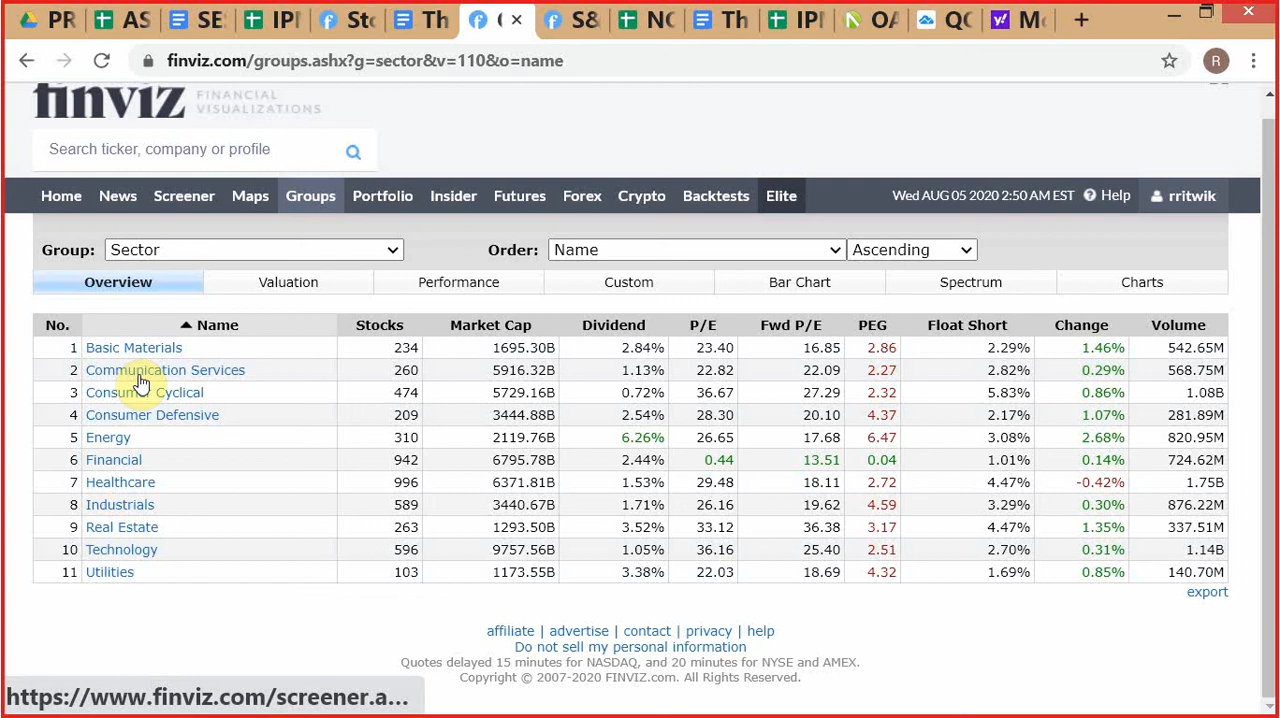 PR AS SE IPI Sto Th ( × S& NC Th IPI OA QC Mo +
finviz.com/groups.ashx?g=sector&v=110&o=name R
finviz FINANCIAL
VISUALIZATIONS
Search ticker, company or profile
Home News Screener Maps Groups Portfolio Insider Futures Forex Crypto Backtests Elite Wed AUG 05 2020 2:50 AM EST Help rritwik
Group: Sector Order: Name Ascending
Overview Valuation Performance Custom Bar Chart Spectrum Charts
No. Name Stocks Market Cap Dividend P/E Fwd P/E PEG Float Short Change Volume
1 Basic Materials 234 1695.30B 2.84% 23.40 16.85 2.86 2.29% 1.46% 542.65M
2 Communication Services 260 5916.32B 1.13% 22.82 22.09 2.27 2.82% 0.29% 568.75M
3 Consumer Cyclical 474 5729.16B 0.72% 36.67 27.29 2.32 5.83% 0.86% 1.08B
4 Consumer Defensive 209 3444.88B 2.54% 28.30 20.10 4.37 2.17% 1.07% 281.89M
5 Energy 310 2119.76B 6.26% 26.65 17.68 6.47 3.08% 2.68% 820.95M
6 Financial 942 6795.78B 2.44% 0.44 13.51 0.04 1.01% 0.14% 724.62M
7 Healthcare 996 6371.81B 1.53% 29.48 18.11 2.72 4.47% -0.42% 1.75B
8 Industrials 589 3440.67B 1.71% 26.16 19.62 4.59 3.29% 0.30% 876.22M
9 Real Estate 263 1293.50B 3.52% 33.12 36.38 3.17 4.47% 1.35% 337.51M
10 Technology 596 9757.56B 1.05% 36.16 25.40 2.51 2.70% 0.31% 1.14B
11 Utilities 103 1173.55B 3.38% 22.03 18.69 4.32 1.69% 0.85% 140.70M
export
affiliate | advertise | contact | privacy | help
Do not sell my personal information
Quotes delayed 15 minutes for NASDAQ, and 20 minutes for NYSE and AMEX.
Copyright © 2007-2020 FINVIZ.com. All Rights Reserved.
https://www.finviz.com/screener.a...